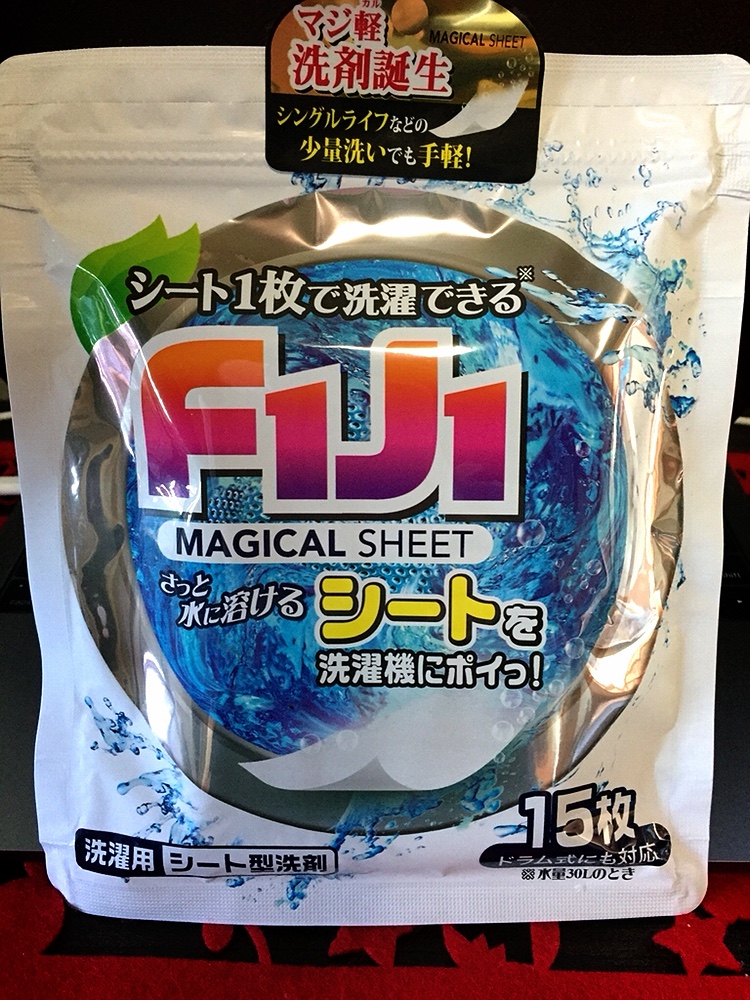 マジ軽カル
MAGICAL SHEET
洗剤誕生
シングルライフなどの
少量洗いでも手軽!
シート1枚で洗濯できる※
FiJi
MAGICAL SHEET
さっと
水に溶ける
シートを
洗濯機にポイっ!
15枚
ドラム式にも対応
※水量30Lのとき
洗濯用 シート型洗剤